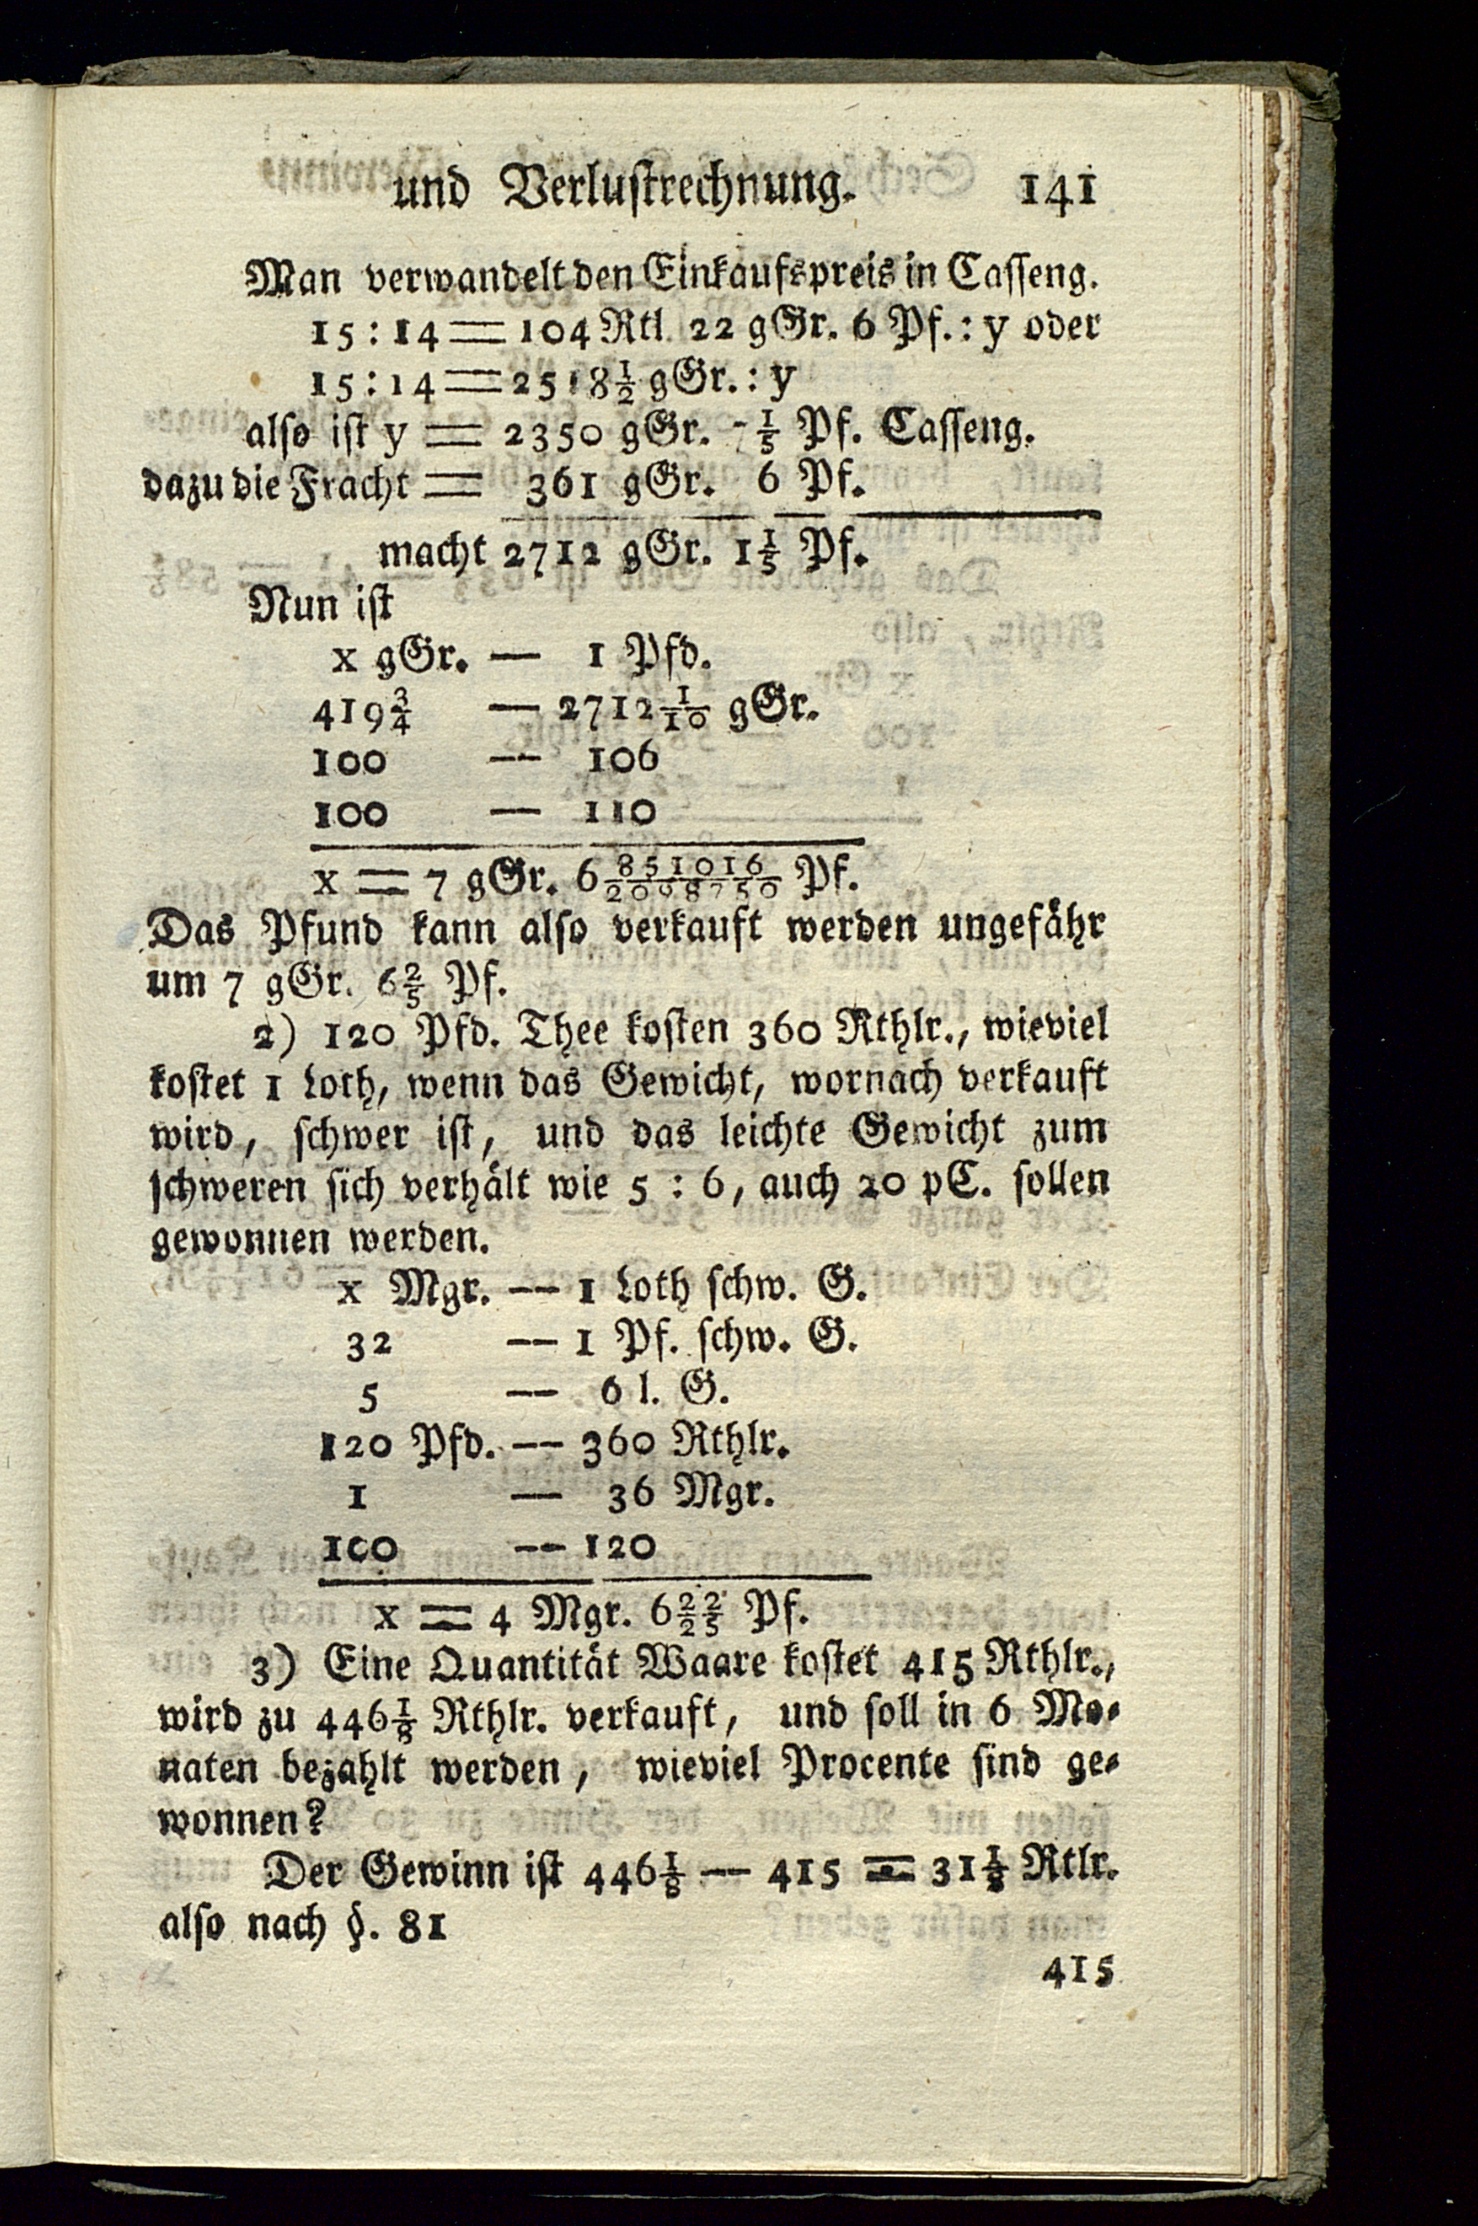 und Verlustrechnung. 141
Man verwandelt den Einkaufspreis in Casseng.
15 : 14 = 104 Rtl. 22 gGr. 6 Pf. : y oder
15 : 14 = 2518½ gGr. : y
also ist y = 2350 gGr. 7⅕ Pf. Casseng.
dazu die Fracht = 361 gGr. 6 Pf.
macht 2712 gGr. 1⅕ Pf.
Nun ist
x gGr. — 1 Pfd.
419¾ — 2712 1/10 gGr.
100 — 106
100 — 110
x = 7 gGr. 6 851016/2098750 Pf.
Das Pfund kann also verkauft werden ungefähr
um 7 gGr. 6⅖ Pf.
2) 120 Pfd. Thee kosten 360 Rthlr., wieviel
kostet 1 Loth, wenn das Gewicht, wornach verkauft
wird, schwer ist, und das leichte Gewicht zum
schweren sich verhält wie 5 : 6, auch 20 pC. sollen
gewonnen werden.
x Mgr. — 1 Loth schw. G.
32 — 1 Pf. schw. G.
5 — 6 l. G.
120 Pfd. — 360 Rthlr.
1 — 36 Mgr.
100 — 120
x = 4 Mgr. 6 22/25 Pf.
3) Eine Quantität Waare kostet 415 Rthlr.,
wird zu 446⅛ Rthlr. verkauft, und soll in 6 Mo-
naten bezahlt werden, wieviel Procente sind ge-
wonnen?
Der Gewinn ist 446⅛ — 415 = 31⅛ Rtlr.
also nach §. 81
415